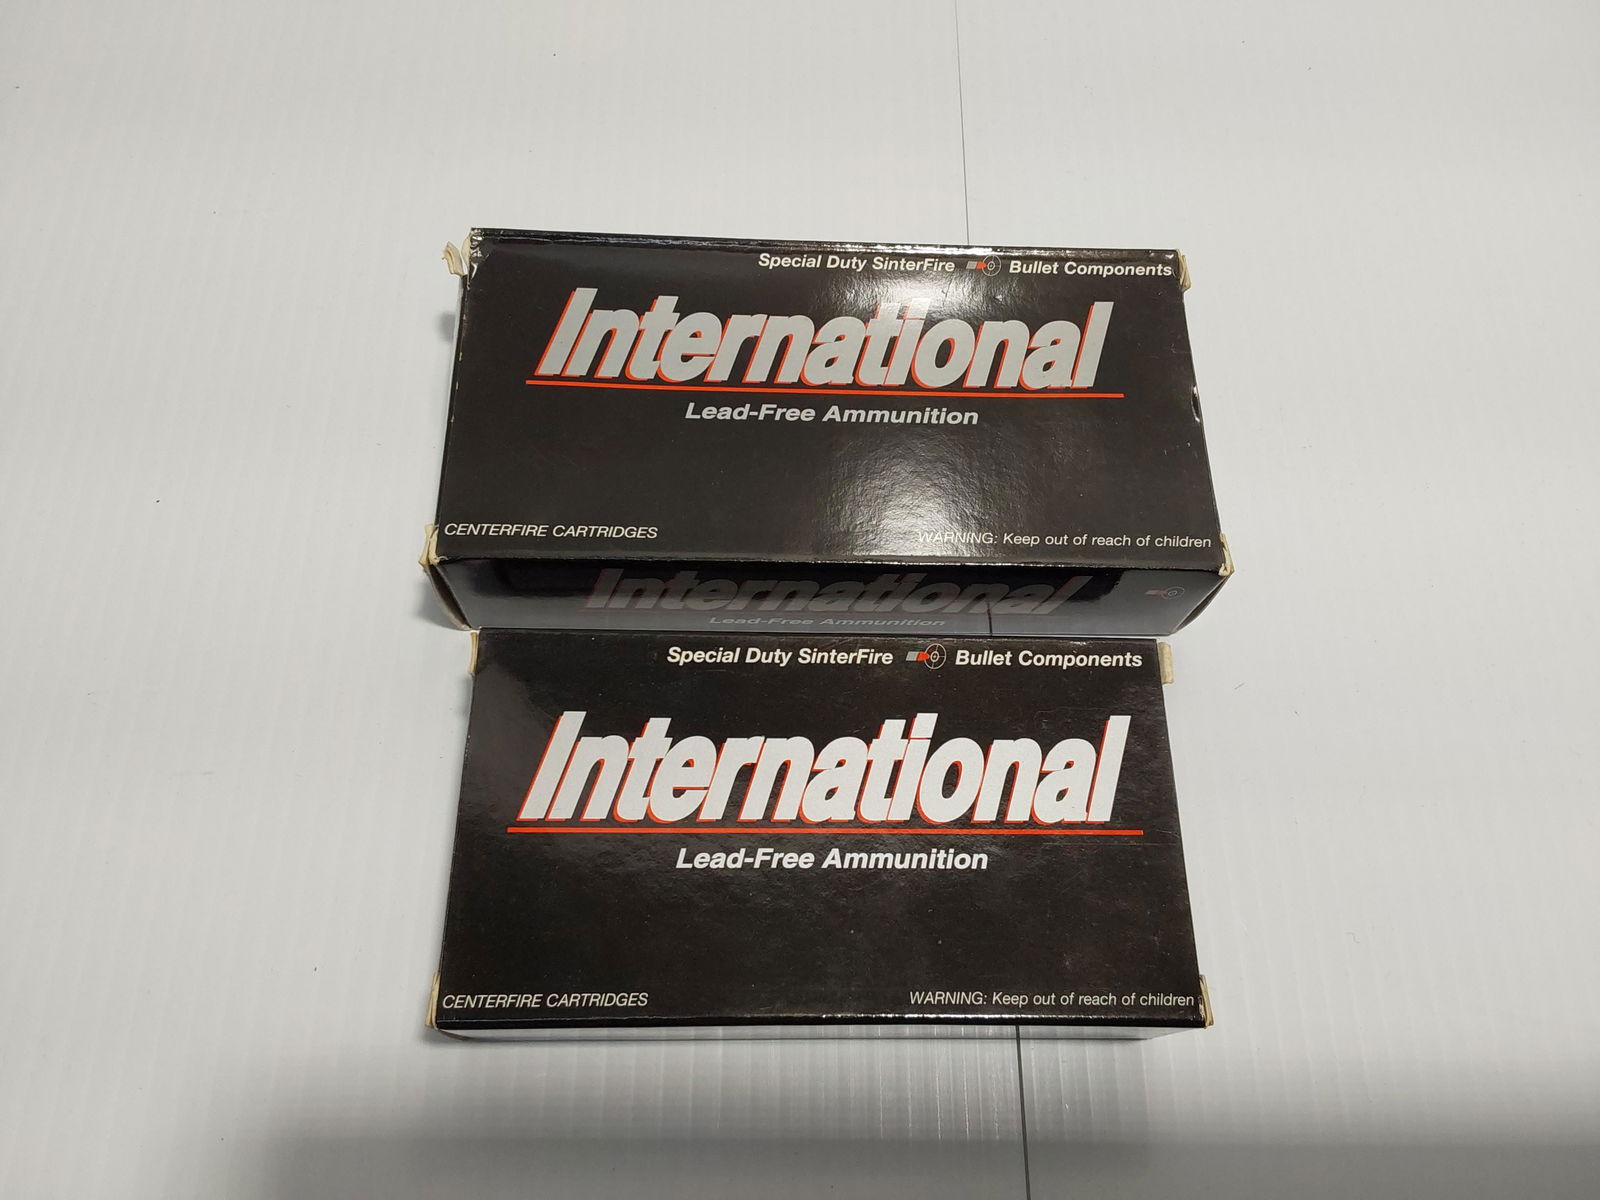 Special Duty SinterFire Bullet Components
International
Lead-Free Ammunition
CENTERFIRE CARTRIDGES
WARNING: Keep out of reach of children
International
Lead-Free Ammunition
Special Duty SinterFire Bullet Components
International
Lead-Free Ammunition
CENTERFIRE CARTRIDGES
WARNING: Keep out of reach of children